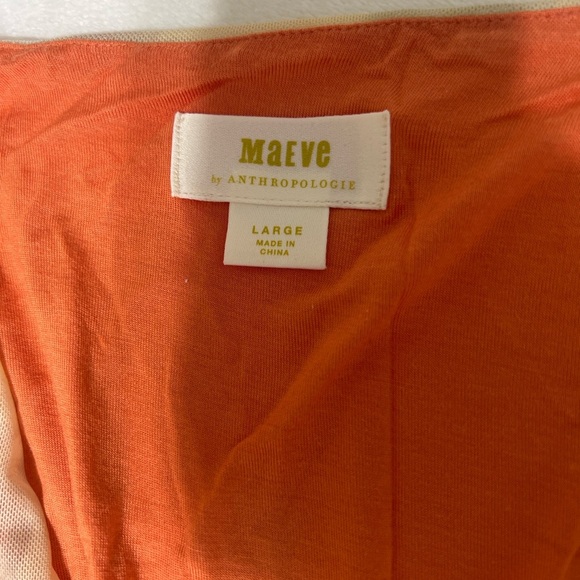 Maeve
by ANTHROPOLOGIE
LARGE
MADE IN
CHINA